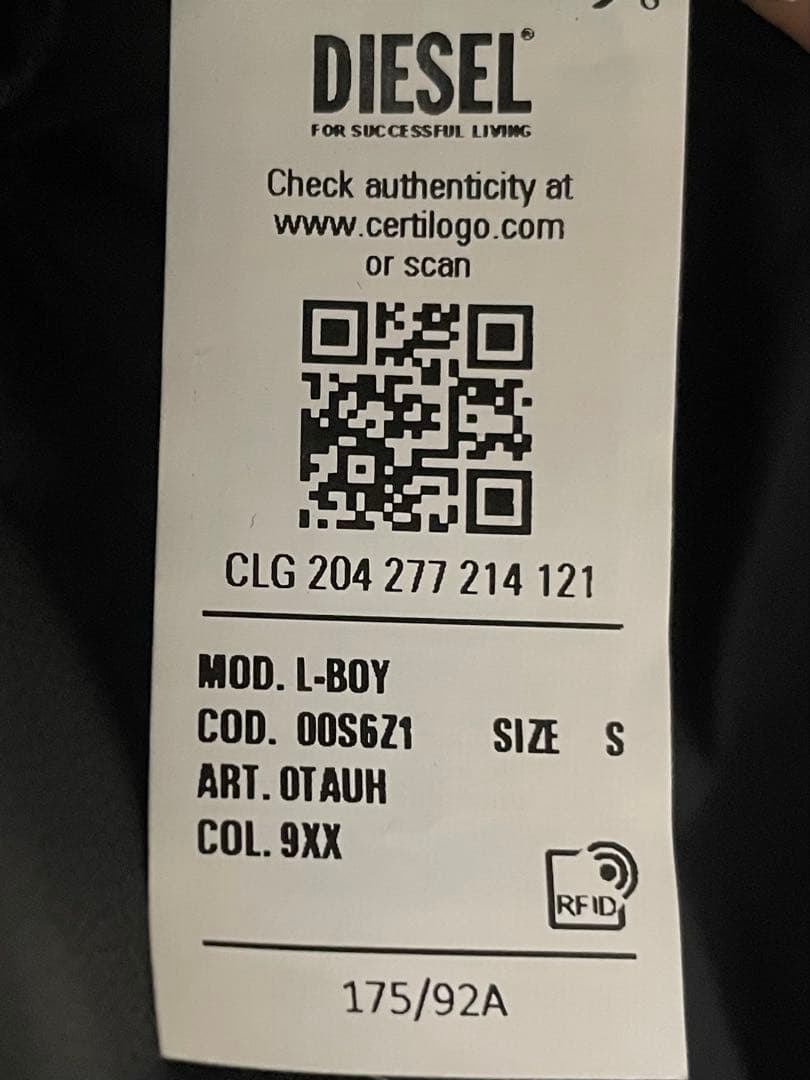 DIESEL®
FOR SUCCESSFUL LIVING
Check authenticity at
www.certilogo.com
or scan
CLG 204 277 214 121
MOD. L-BOY
COD. 00S6Z1 SIZE S
ART. 0TAUH
COL. 9XX
RFID
175/92A